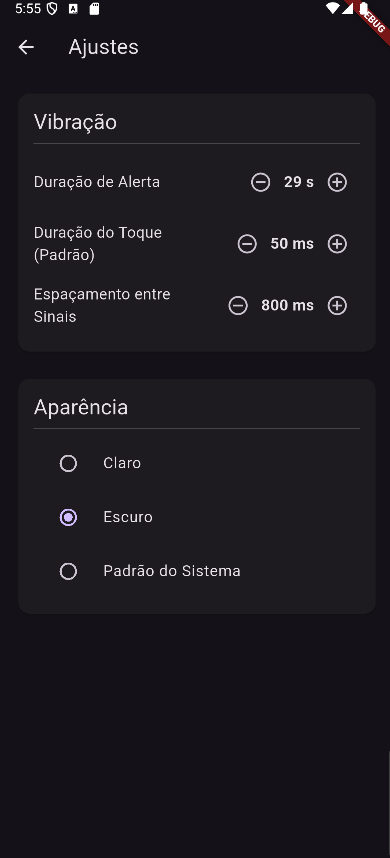 5:55
DEBUG
Ajustes
Vibração
Duração de Alerta
29 s
Duração do Toque
(Padrão)
50 ms
Espaçamento entre
Sinais
800 ms
Aparência
Claro
Escuro
Padrão do Sistema